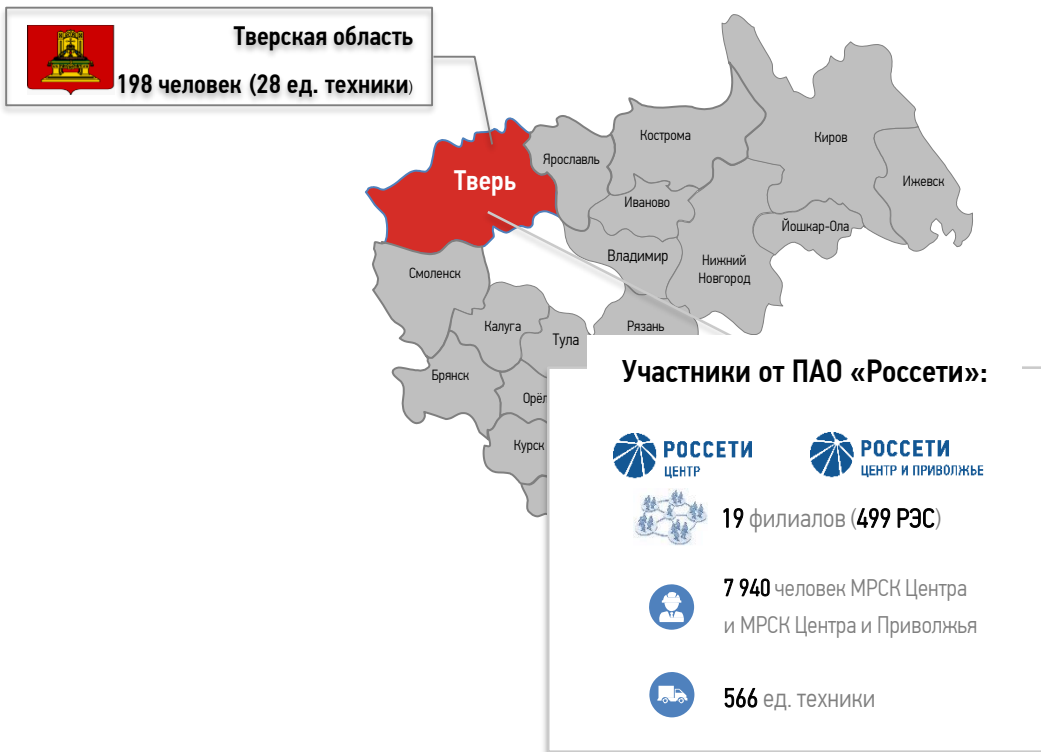 Тверская область
198 человек (28 ед. техники)
Кострома
Киров
Ярославль
Тверь
Ижевск
Иваново
Йошкар-Ола
Владимир
Нижний
Новгород
Смоленск
Калуга
Рязань
Тула
Брянск
Орёл
Курск
Участники от ПАО «Россети»:
РОССЕТИ
ЦЕНТР
РОССЕТИ
ЦЕНТР И ПРИВОЛЖЬЕ
19 филиалов (499 РЭС)
7 940 человек МРСК Центра
и МРСК Центра и Приволжья
566 ед. техники